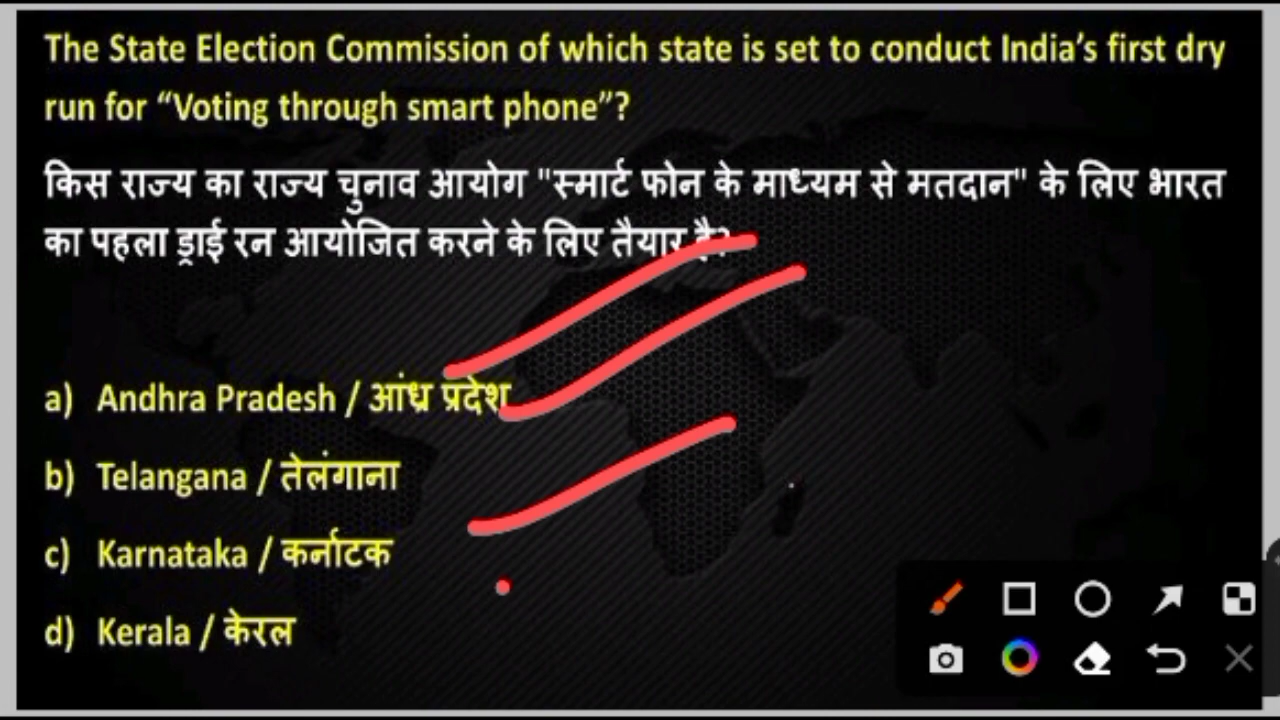 The State Election Commission of which state is set to conduct India's first dry
run for “Voting through smart phone”?
किस राज्य का राज्य चुनाव आयोग "स्मार्ट फोन के माध्यम से मतदान" के लिए भारत
का पहला ड्राई रन आयोजित करने के लिए तैयार है?
a) Andhra Pradesh / आंध्र प्रदेश
b) Telangana / तेलंगाना
c) Karnataka / कर्नाटक
d) Kerala / केरल